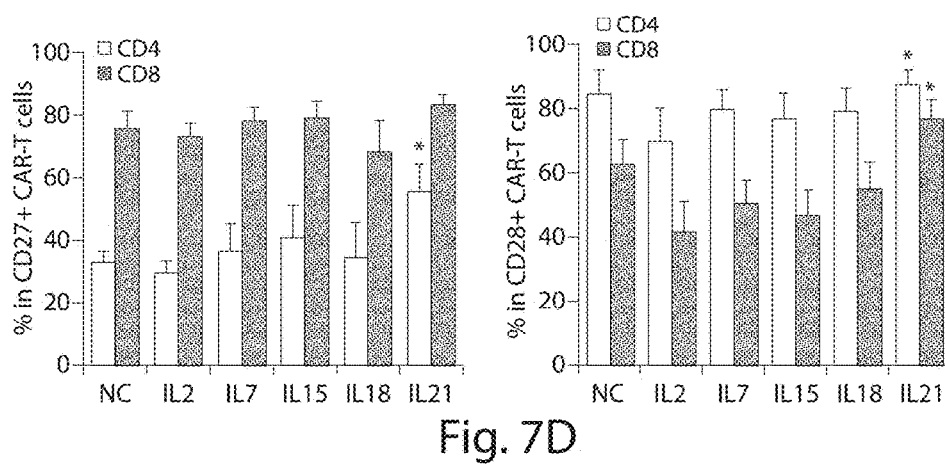 % in CD27+ CAR-T cells
100
80
60
40
20
0
CD4
CD8
*
NC IL2 IL7 IL15 IL18 IL21
% in CD28+ CAR-T cells
100
80
60
40
20
0
CD4
CD8
* *
NC IL2 IL7 IL15 IL18 IL21
Fig. 7D